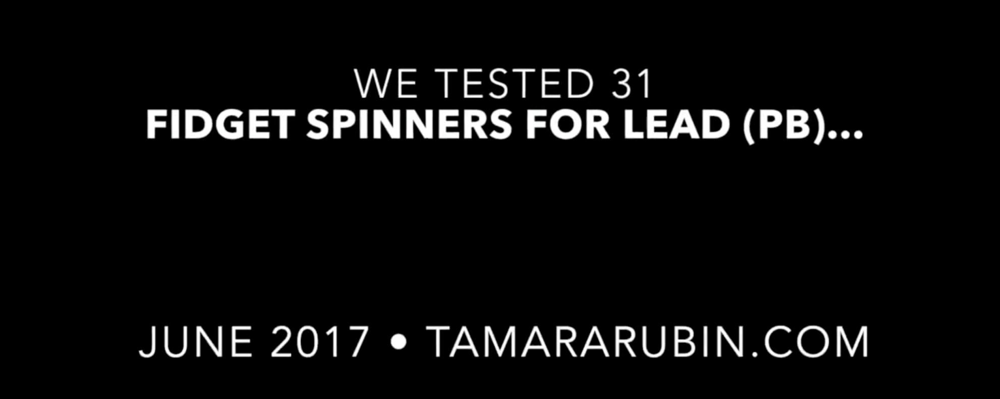 WE TESTED 31
FIDGET SPINNERS FOR LEAD (PB)...
JUNE 2017 • TAMARARUBIN.COM